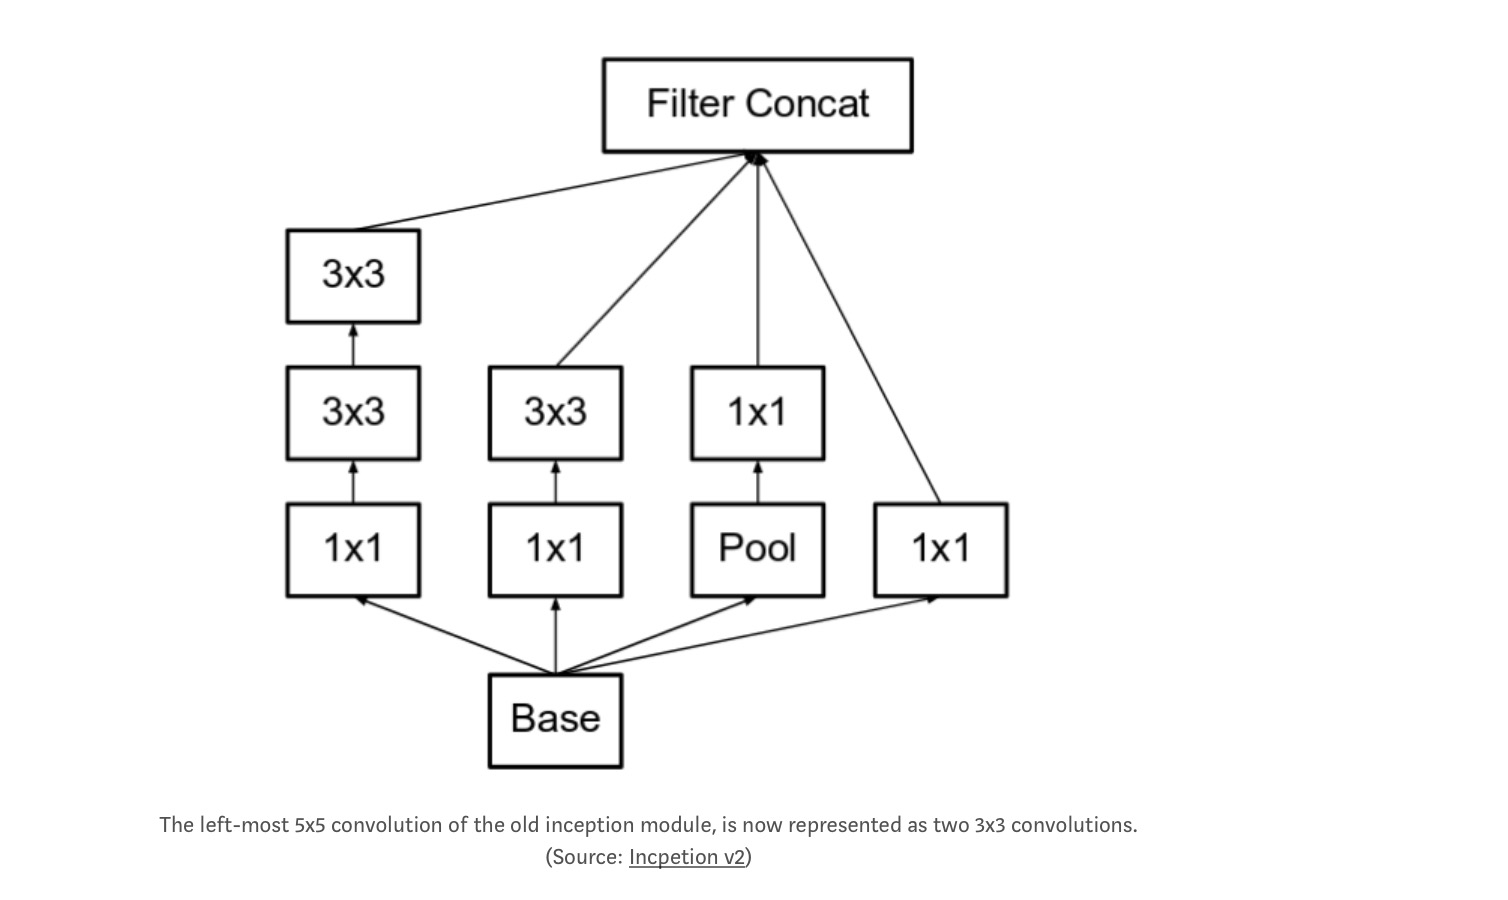 Filter Concat
3x3
3x3
3x3
1x1
1x1
1x1
Pool
1x1
Base
The left-most 5x5 convolution of the old inception module, is now represented as two 3x3 convolutions.
(Source: Incpetion v2)